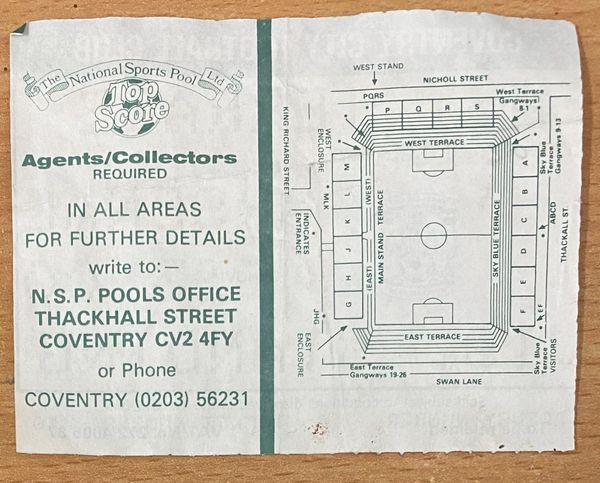 The National Sports Pool Ltd.
Top
Score
Agents/Collectors
REQUIRED
IN ALL AREAS
FOR FURTHER DETAILS
write to:—
N.S.P. POOLS OFFICE
THACKHALL STREET
COVENTRY CV2 4FY
or Phone
COVENTRY (0203) 56231
WEST STAND
NICHOLL STREET
PQRS
West Terrace
Gangways
8-1
P Q R S
WEST TERRACE
KING RICHARD STREET
WEST
ENCLOSURE
MLK
INDICATES
ENTRANCE
JHG
EAST
ENCLOSURE
M
L
K
J
H
G
(WEST)
(EAST)
MAIN STAND TERRACE
SKY BLUE TERRACE
A
B
C
D
E
F
Sky Blue
Terrace
Gangways 9-13
ABCD
THACKALL ST.
EF
Sky Blue
Terrace
VISITORS
EAST TERRACE
East Terrace
Gangways 19-26
SWAN LANE